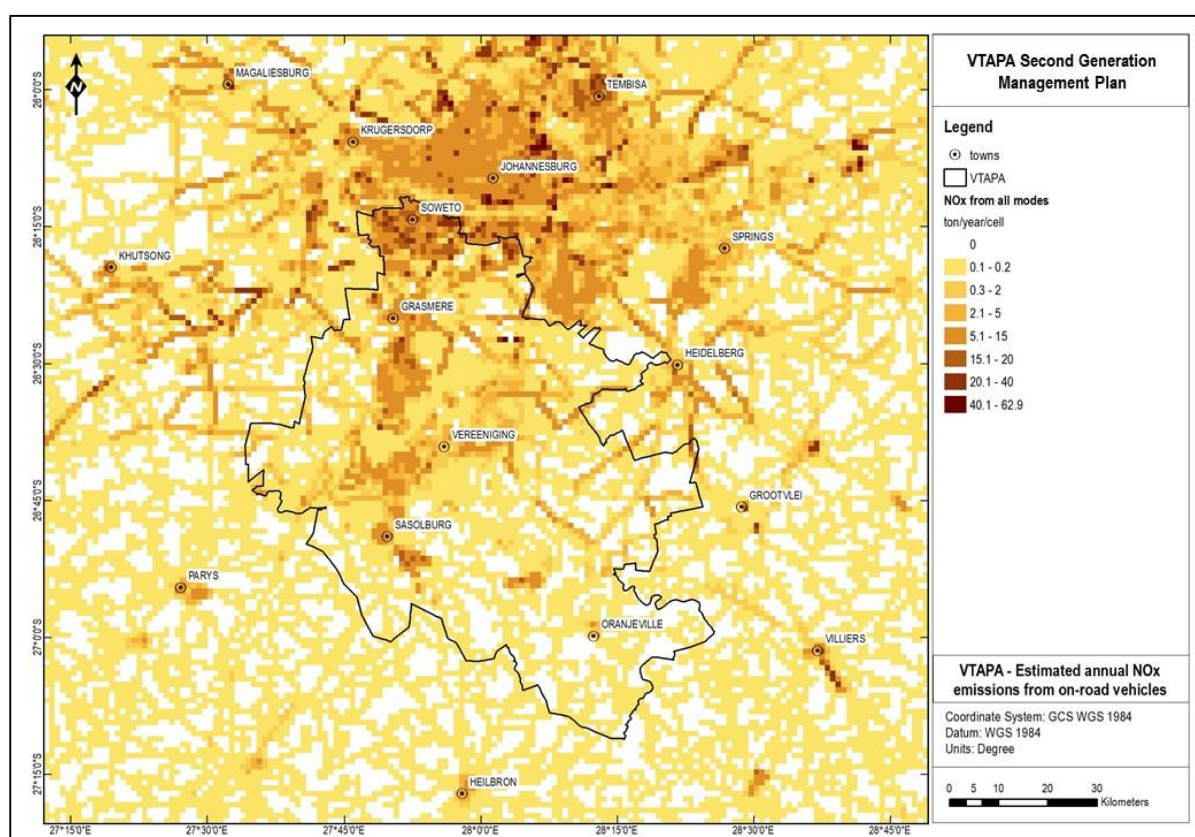 VTAPA Second Generation
Management Plan
Legend
towns
VTAPA
NOx from all modes
ton/year/cell
0
0.1 - 0.2
0.3 - 2
2.1 - 5
5.1 - 15
15.1 - 20
20.1 - 40
40.1 - 62.9
VTAPA - Estimated annual NOx
emissions from on-road vehicles
Coordinate System: GCS WGS 1984
Datum: WGS 1984
Units: Degree
0 5 10 20 30
Kilometers
N
MAGALIESBURG
TEMBISA
KRUGERSDORP
JOHANNESBURG
SOWETO
SPRINGS
KHUTSONG
GRASMERE
HEIDELBERG
VEREENIGING
GROOTVLEI
SASOLBURG
PARYS
ORANJEVILLE
VILLIERS
HEILBRON
26°0'0"S
26°15'0"S
26°30'0"S
26°45'0"S
27°0'0"S
27°15'0"S
27°15'0"E
27°30'0"E
27°45'0"E
28°0'0"E
28°15'0"E
28°30'0"E
28°45'0"E